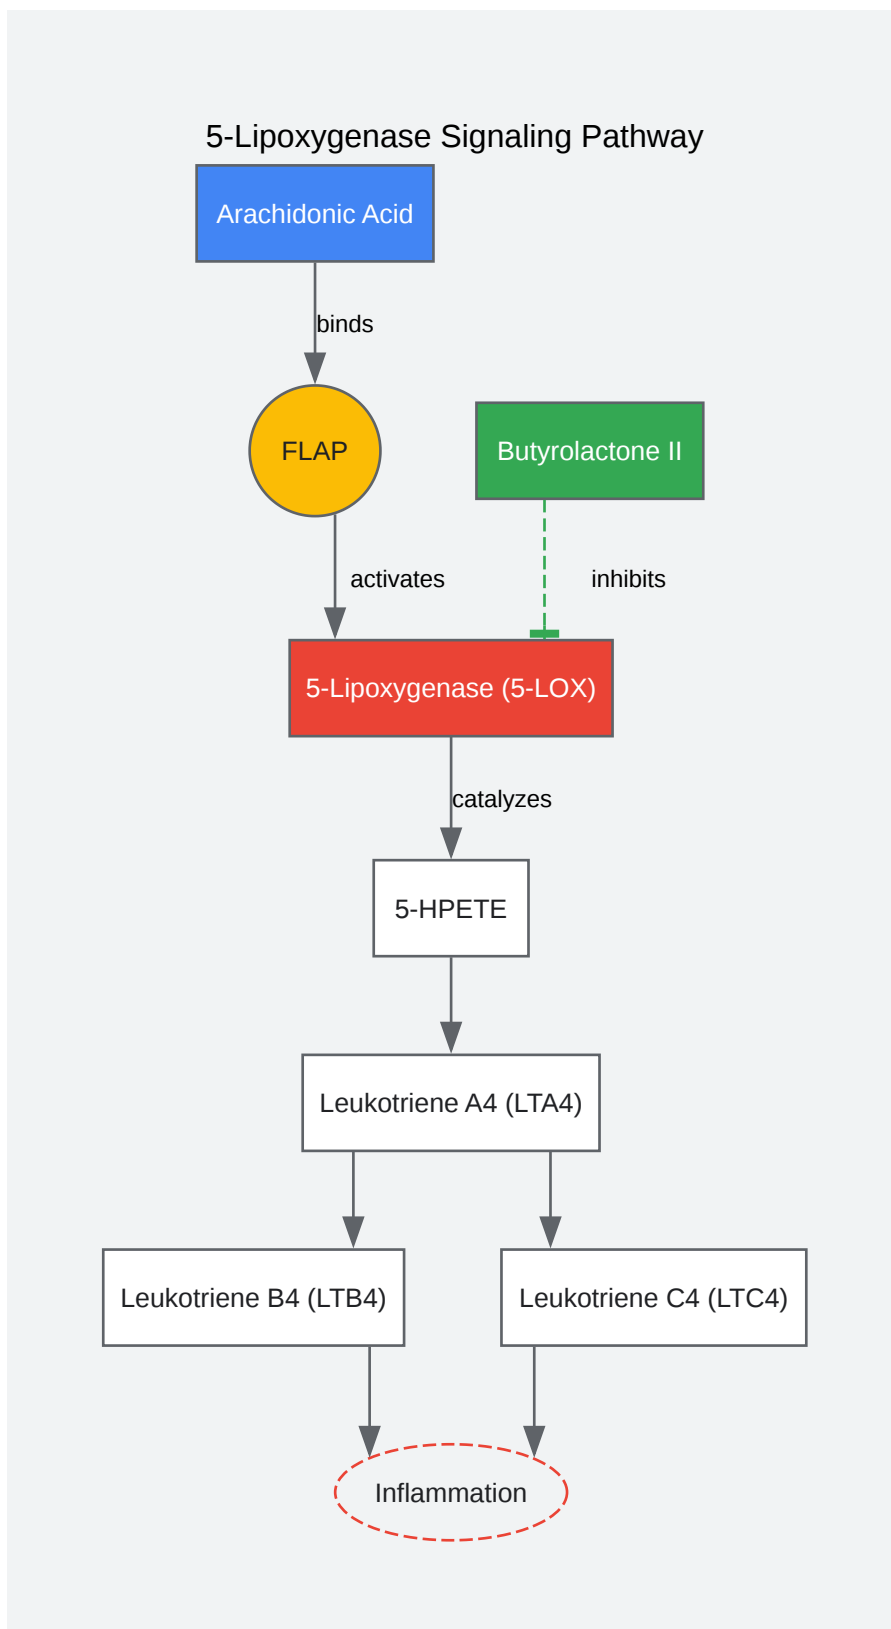 5-Lipoxygenase Signaling Pathway
Arachidonic Acid
binds
FLAP
Butyrolactone II
activates
inhibits
5-Lipoxygenase (5-LOX)
catalyzes
5-HPETE
Leukotriene A4 (LTA4)
Leukotriene B4 (LTB4)
Leukotriene C4 (LTC4)
Inflammation